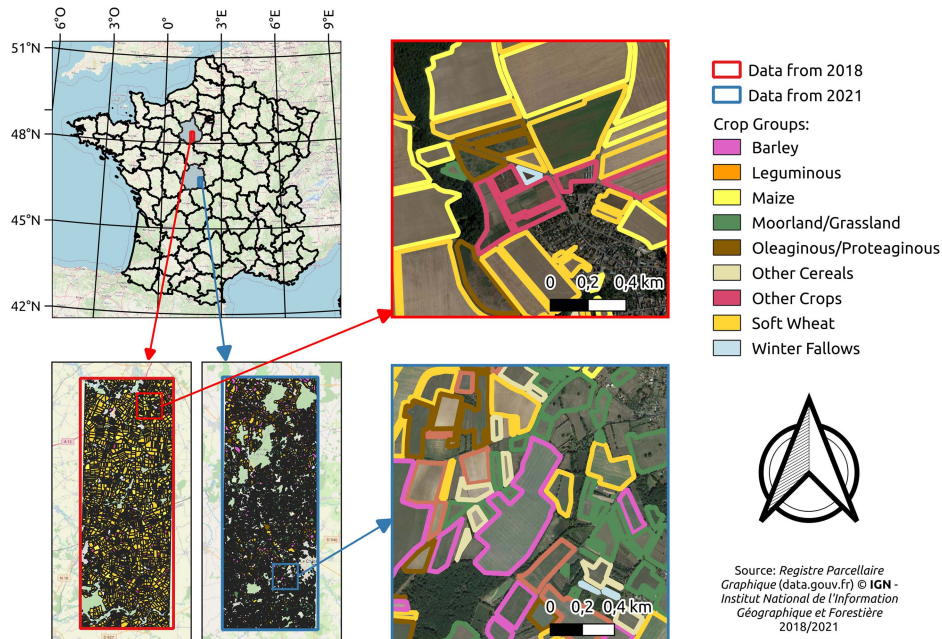 6°O 3°O 0° 3°E 6°E 9°E
51°N
48°N
45°N
42°N
0 0,2 0,4 km
Data from 2018
Data from 2021
Crop Groups:
Barley
Leguminous
Maize
Moorland/Grassland
Oleaginous/Proteaginous
Other Cereals
Other Crops
Soft Wheat
Winter Fallows
A 13
N 10
0 0,2 0,4 km
Source: Registre Parcellaire
Graphique (data.gouv.fr) © IGN -
Institut National de l'Information
Géographique et Forestière
2018/2021